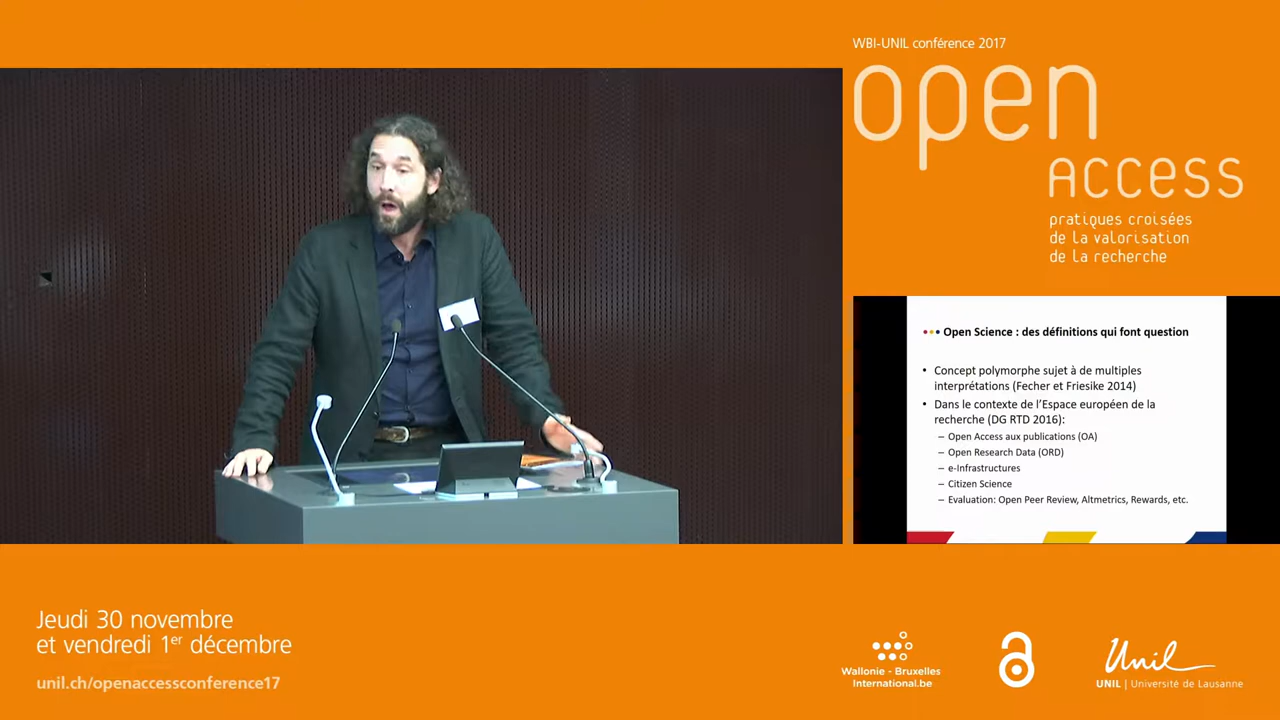 WBI-UNIL conférence 2017
open
access
pratiques croisées
de la valorisation
de la recherche
••• Open Science : des définitions qui font question
• Concept polymorphe sujet à de multiples
interprétations (Fecher et Friesike 2014)
• Dans le contexte de l'Espace européen de la
recherche (DG RTD 2016):
– Open Access aux publications (OA)
– Open Research Data (ORD)
– e-Infrastructures
– Citizen Science
– Evaluation: Open Peer Review, Altmetrics, Rewards, etc.
Jeudi 30 novembre
et vendredi 1er décembre
unil.ch/openaccessconference17
Wallonie - Bruxelles
International.be
Unil
UNIL | Université de Lausanne